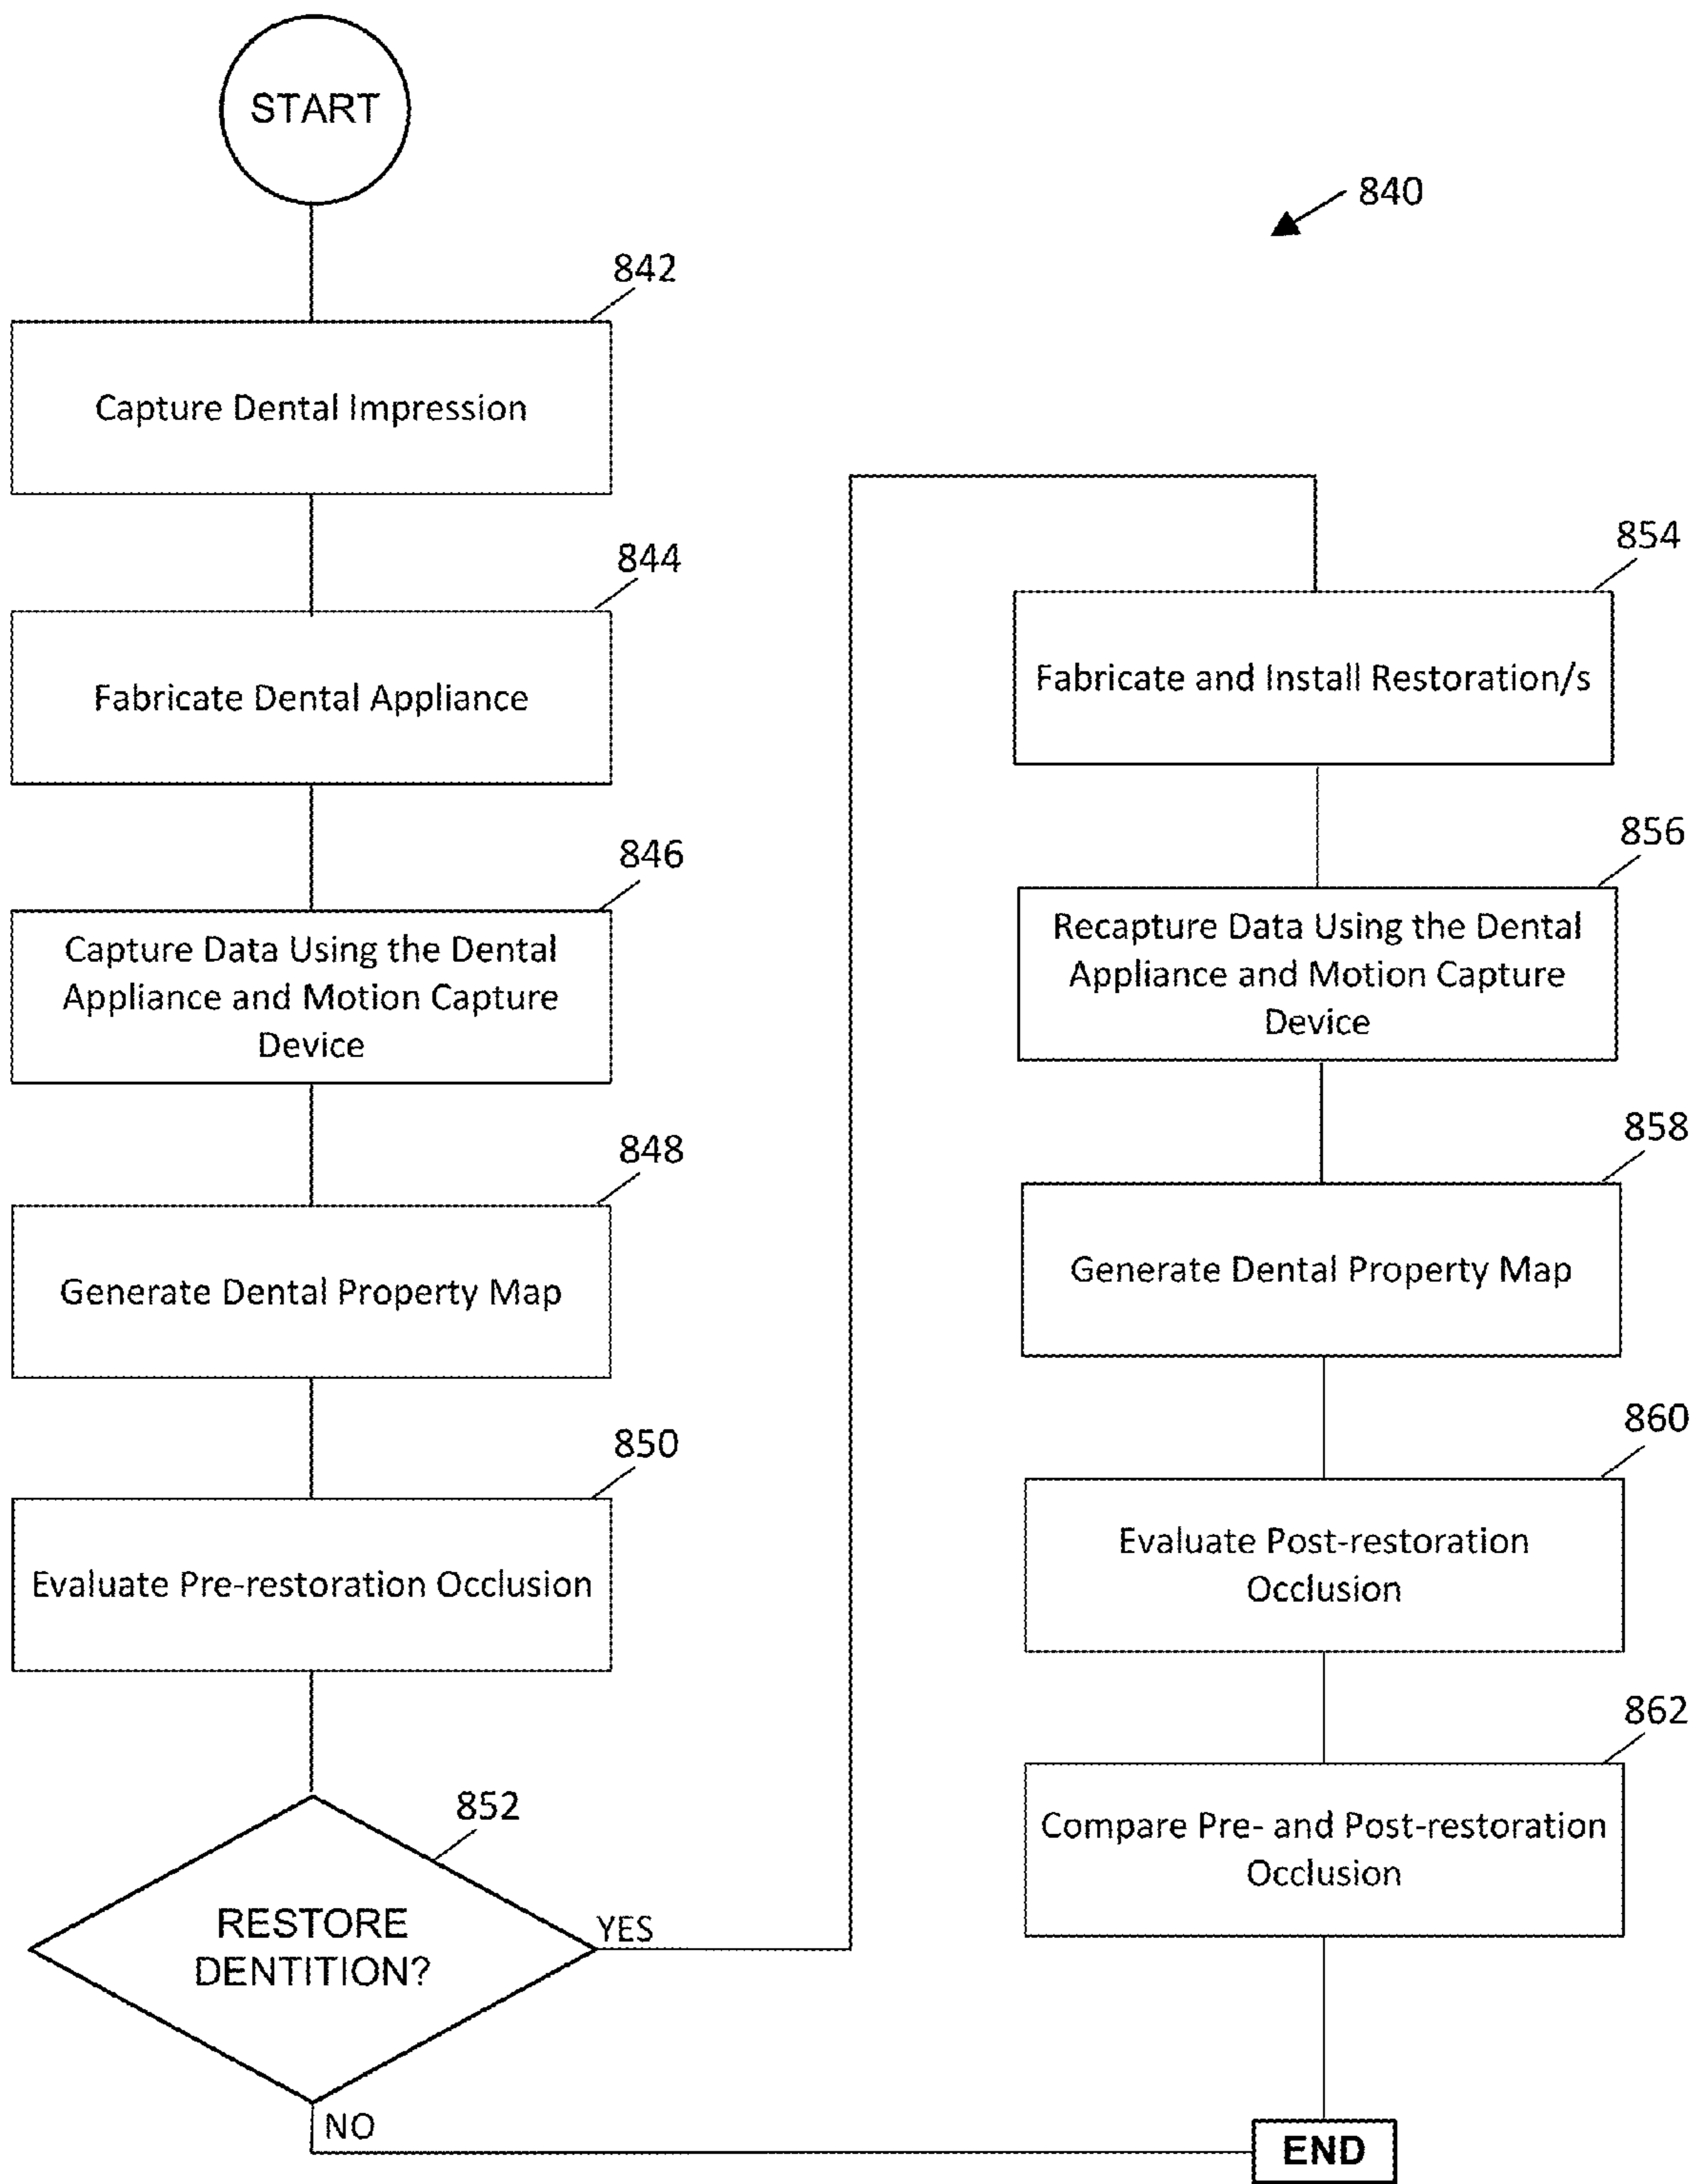 START
840
842
Capture Dental Impression
844
Fabricate Dental Appliance
846
Capture Data Using the Dental
Appliance and Motion Capture
Device
848
Generate Dental Property Map
850
Evaluate Pre-restoration Occlusion
852
RESTORE
DENTITION?
YES
NO
854
Fabricate and Install Restoration/s
856
Recapture Data Using the Dental
Appliance and Motion Capture
Device
858
Generate Dental Property Map
860
Evaluate Post-restoration
Occlusion
862
Compare Pre- and Post-restoration
Occlusion
END